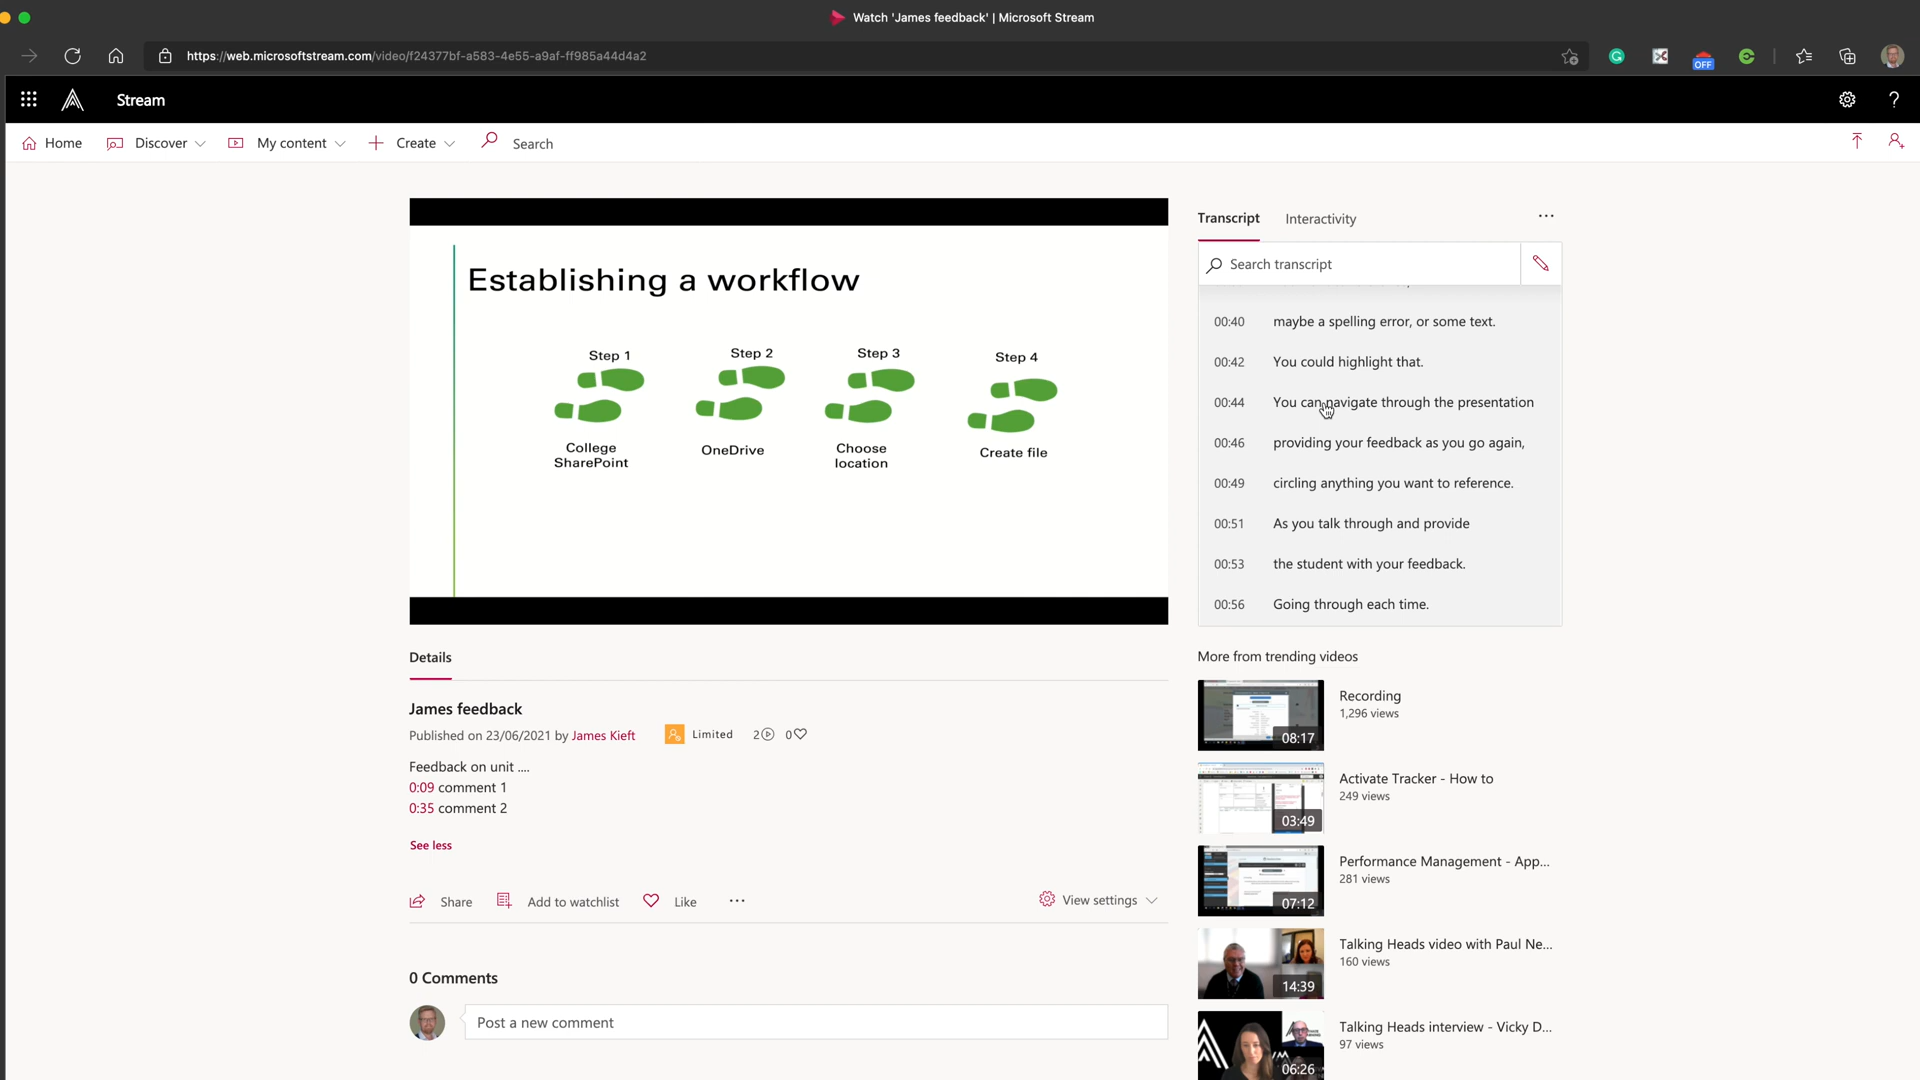 Watch 'James feedback' | Microsoft Stream
https://web.microsoftstream.com/video/f24377bf-a583-4e55-a9af-ff985a44d4a2
OFF
Stream
?
Home
Discover
My content
Create
Search
Establishing a workflow
Step 1
Step 2
Step 3
Step 4
College
SharePoint
OneDrive
Choose
location
Create file
Transcript
Interactivity
Search transcript
00:40 maybe a spelling error, or some text.
00:42 You could highlight that.
00:44 You can navigate through the presentation
00:46 providing your feedback as you go again,
00:49 circling anything you want to reference.
00:51 As you talk through and provide
00:53 the student with your feedback.
00:56 Going through each time.
Details
James feedback
Published on 23/06/2021 by James Kieft
Limited
2
0
Feedback on unit ....
0:09 comment 1
0:35 comment 2
See less
Share
Add to watchlist
Like
View settings
0 Comments
Post a new comment
More from trending videos
08:17
Recording
1,296 views
03:49
Activate Tracker - How to
249 views
07:12
Performance Management - App...
281 views
14:39
Talking Heads video with Paul Ne...
160 views
06:26
Talking Heads interview - Vicky D...
97 views